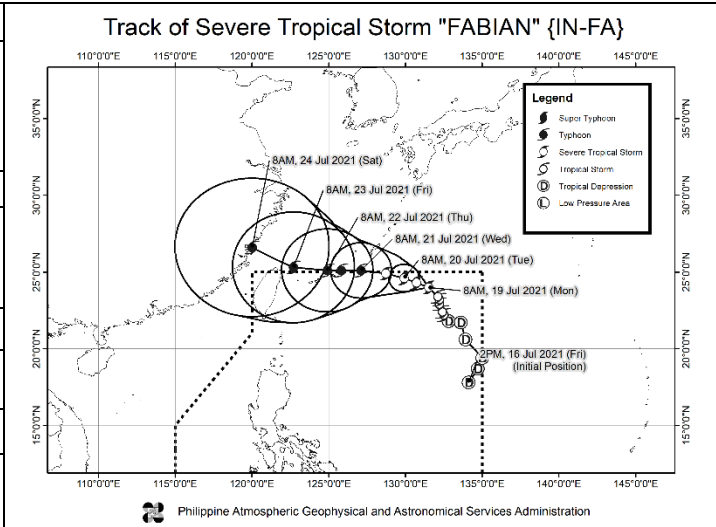 Track of Severe Tropical Storm "FABIAN" {IN-FA}
110°0'0"E 115°0'0"E 120°0'0"E 125°0'0"E 130°0'0"E 135°0'0"E 140°0'0"E 145°0'0"E
35°0'0"N
30°0'0"N
25°0'0"N
20°0'0"N
15°0'0"N
Legend
Super Typhoon
Typhoon
Severe Tropical Storm
Tropical Storm
D Tropical Depression
L Low Pressure Area
35°0'0"N
30°0'0"N
25°0'0"N
20°0'0"N
15°0'0"N
8AM, 24 Jul 2021 (Sat)
8AM, 23 Jul 2021 (Fri)
8AM, 22 Jul 2021 (Thu)
8AM, 21 Jul 2021 (Wed)
8AM, 20 Jul 2021 (Tue)
8AM, 19 Jul 2021 (Mon)
D D
D
2PM, 16 Jul 2021 (Fri)
(Initial Position)
D
110°0'0"E 115°0'0"E 120°0'0"E 125°0'0"E 130°0'0"E 135°0'0"E 140°0'0"E 145°0'0"E
Philippine Atmospheric Geophysical and Astronomical Services Administration